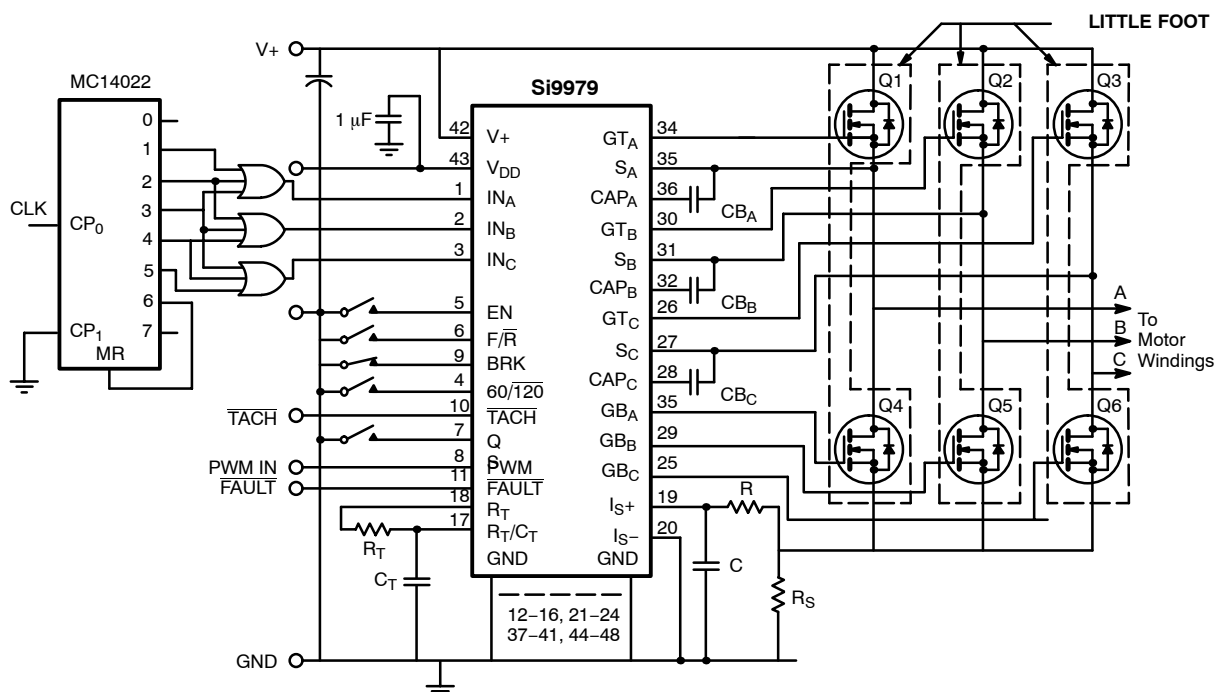 LITTLE FOOT
V+
MC14022
Si9979
Q1
Q2
Q3
0
1
2
3
4
5
6
7
CLK
CP0
CP1
MR
1 μF
42
V+
43
VDD
1
INA
2
INB
3
INC
5
EN
6
F/R̅
9
BRK
4
60/1̅2̅0̅
T̅A̅C̅H̅
10
T̅A̅C̅H̅
7
Q
S
PWM IN
8
PWM
F̅A̅U̅L̅T̅
11
F̅A̅U̅L̅T̅
18
RT
17
RT/CT
GND
RT
CT
GTA
34
SA
35
CAPA
36
CBA
GTB
30
SB
31
CAPB
32
CBB
GTC
26
SC
27
CAPC
28
CBC
GBA
35
GBB
29
GBC
25
IS+
19
IS−
20
GND
R
C
RS
A
B
C
To
Motor
Windings
Q4
Q5
Q6
12−16, 21−24
37−41, 44−48
GND